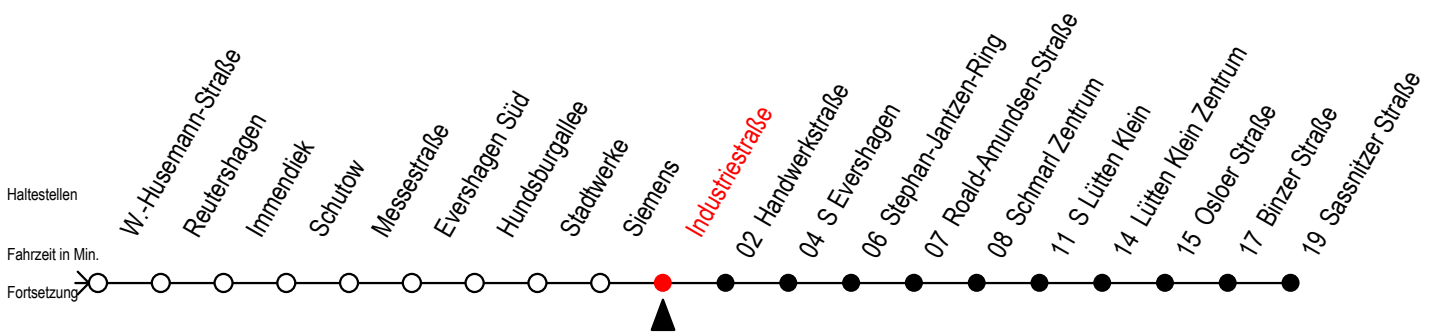 Haltestellen
Fahrzeit in Min.
Fortsetzung
W.-Husemann-Straße
Reutershagen
Immendiek
Schutow
Messestraße
Evershagen Süd
Hundsburgallee
Stadtwerke
Siemens
Industriestraße
02 Handwerkstraße
04 S Evershagen
06 Stephan-Jantzen-Ring
07 Roald-Amundsen-Straße
08 Schmarl Zentrum
11 S Lütten Klein
14 Lütten Klein Zentrum
15 Osloer Straße
17 Binzer Straße
19 Sassnitzer Straße